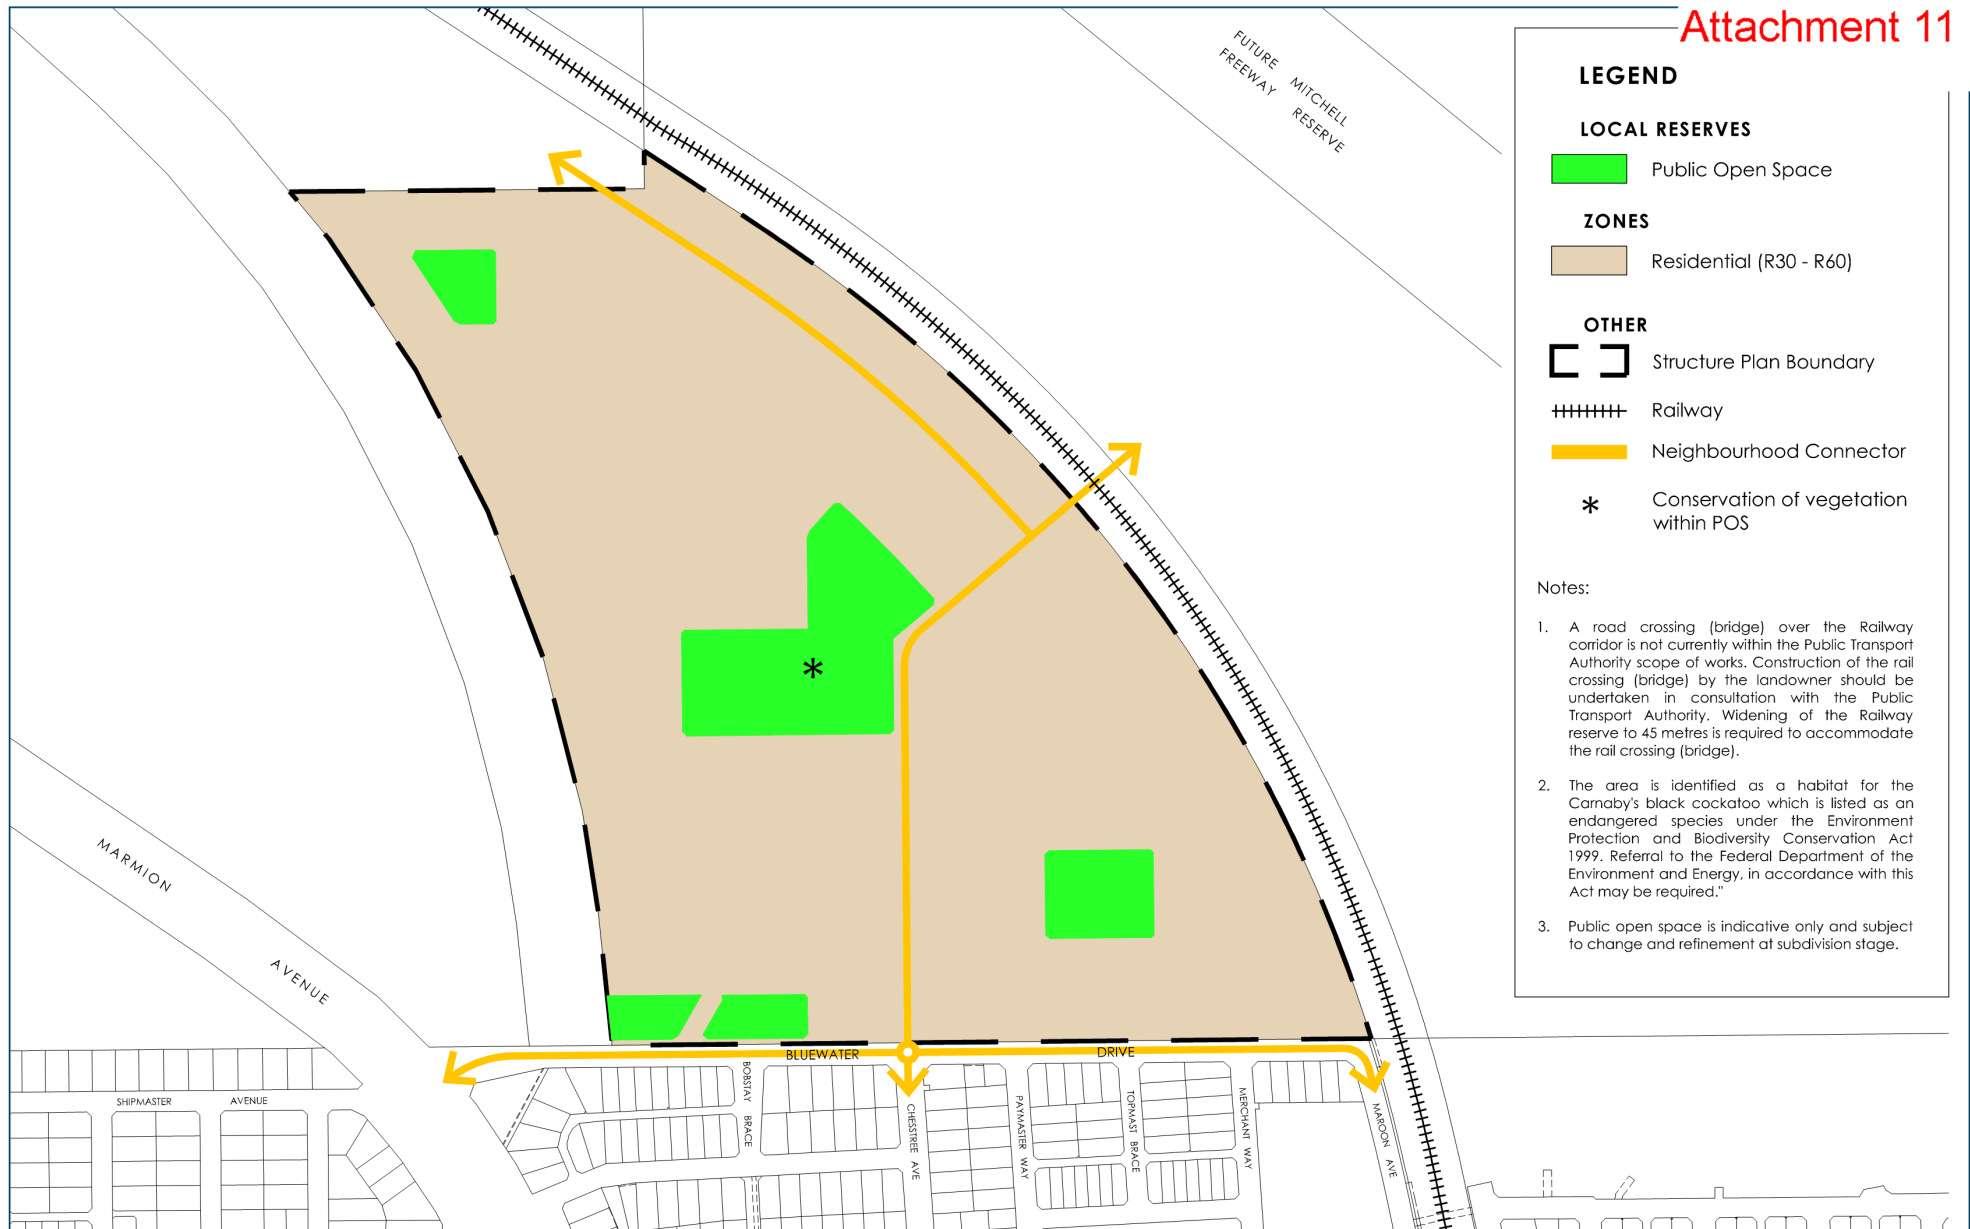 Attachment 11
FUTURE MITCHELL
FREEWAY RESERVE
LEGEND
LOCAL RESERVES
Public Open Space
ZONES
Residential (R30 - R60)
OTHER
Structure Plan Boundary
Railway
Neighbourhood Connector
* Conservation of vegetation
within POS
Notes:
1. A road crossing (bridge) over the Railway
corridor is not currently within the Public Transport
Authority scope of works. Construction of the rail
crossing (bridge) by the landowner should be
undertaken in consultation with the Public
Transport Authority. Widening of the Railway
reserve to 45 metres is required to accommodate
the rail crossing (bridge).
2. The area is identified as a habitat for the
Carnaby's black cockatoo which is listed as an
endangered species under the Environment
Protection and Biodiversity Conservation Act
1999. Referral to the Federal Department of the
Environment and Energy, in accordance with this
Act may be required."
3. Public open space is indicative only and subject
to change and refinement at subdivision stage.
*
MARMION AVENUE
BLUEWATER DRIVE
SHIPMASTER AVENUE
BOBSTAY BRACE
CHESSTREE AVE
PAYMASTER WAY
TOPMAST BRACE
MERCHANT WAY
MAROON AVE